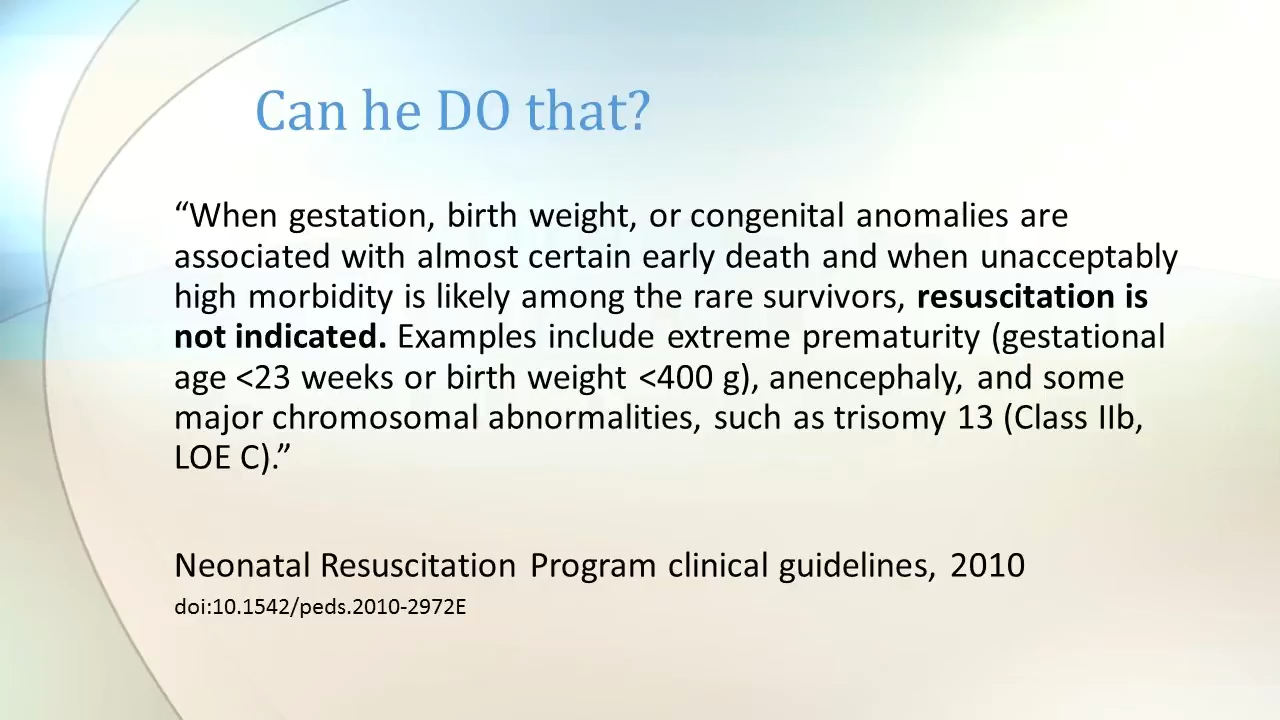 Can he DO that?
“When gestation, birth weight, or congenital anomalies are
associated with almost certain early death and when unacceptably
high morbidity is likely among the rare survivors, resuscitation is
not indicated. Examples include extreme prematurity (gestational
age <23 weeks or birth weight <400 g), anencephaly, and some
major chromosomal abnormalities, such as trisomy 13 (Class IIb,
LOE C).”
Neonatal Resuscitation Program clinical guidelines, 2010
doi:10.1542/peds.2010-2972E